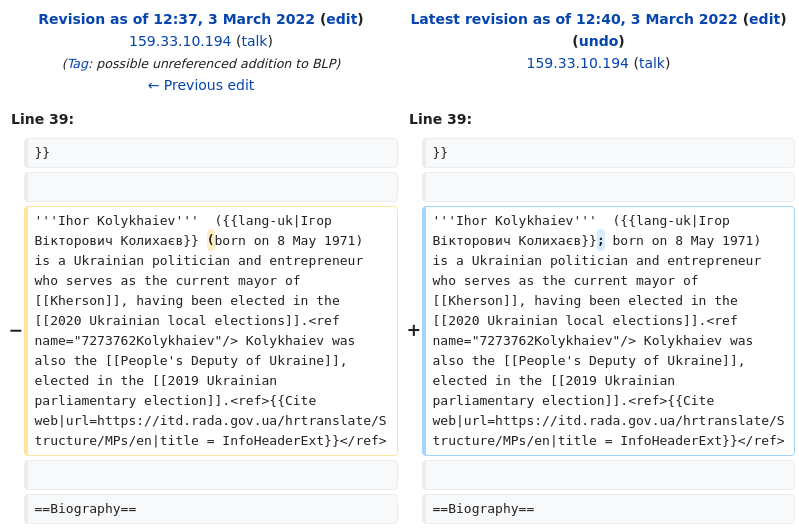 Revision as of 12:37, 3 March 2022 (edit)
159.33.10.194 (talk)
(Tag: possible unreferenced addition to BLP)
← Previous edit
Line 39:
}}
− '''Ihor Kolykhaiev'''  ({{lang-uk|Ігор
Вікторович Колихаєв}} (born on 8 May 1971)
is a Ukrainian politician and entrepreneur
who serves as the current mayor of
[[Kherson]], having been elected in the
[[2020 Ukrainian local elections]].<ref
name="7273762Kolykhaiev"/> Kolykhaiev was
also the [[People's Deputy of Ukraine]],
elected in the [[2019 Ukrainian
parliamentary election]].<ref>{{Cite
web|url=https://itd.rada.gov.ua/hrtranslate/S
tructure/MPs/en|title = InfoHeaderExt}}</ref>
==Biography==
Latest revision as of 12:40, 3 March 2022 (edit)
(undo)
159.33.10.194 (talk)
Line 39:
}}
+ '''Ihor Kolykhaiev'''  ({{lang-uk|Ігор
Вікторович Колихаєв}}; born on 8 May 1971)
is a Ukrainian politician and entrepreneur
who serves as the current mayor of
[[Kherson]], having been elected in the
[[2020 Ukrainian local elections]].<ref
name="7273762Kolykhaiev"/> Kolykhaiev was
also the [[People's Deputy of Ukraine]],
elected in the [[2019 Ukrainian
parliamentary election]].<ref>{{Cite
web|url=https://itd.rada.gov.ua/hrtranslate/S
tructure/MPs/en|title = InfoHeaderExt}}</ref>
==Biography==